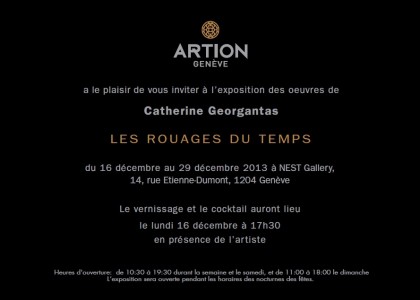 ARTION
GENÈVE
a le plaisir de vous inviter à l'exposition des oeuvres de
Catherine Georgantas
LES ROUAGES DU TEMPS
du 16 décembre au 29 décembre 2013 à NEST Gallery,
14, rue Etienne-Dumont, 1204 Genève
Le vernissage et le cocktail auront lieu
le lundi 16 décembre à 17h30
en présence de l'artiste
Heures d'ouverture: de 10:30 à 19:30 durant la semaine et le samedi, et de 11:00 à 18:00 le dimanche
L'exposition sera ouverte pendant les horaires des nocturnes des fêtes.